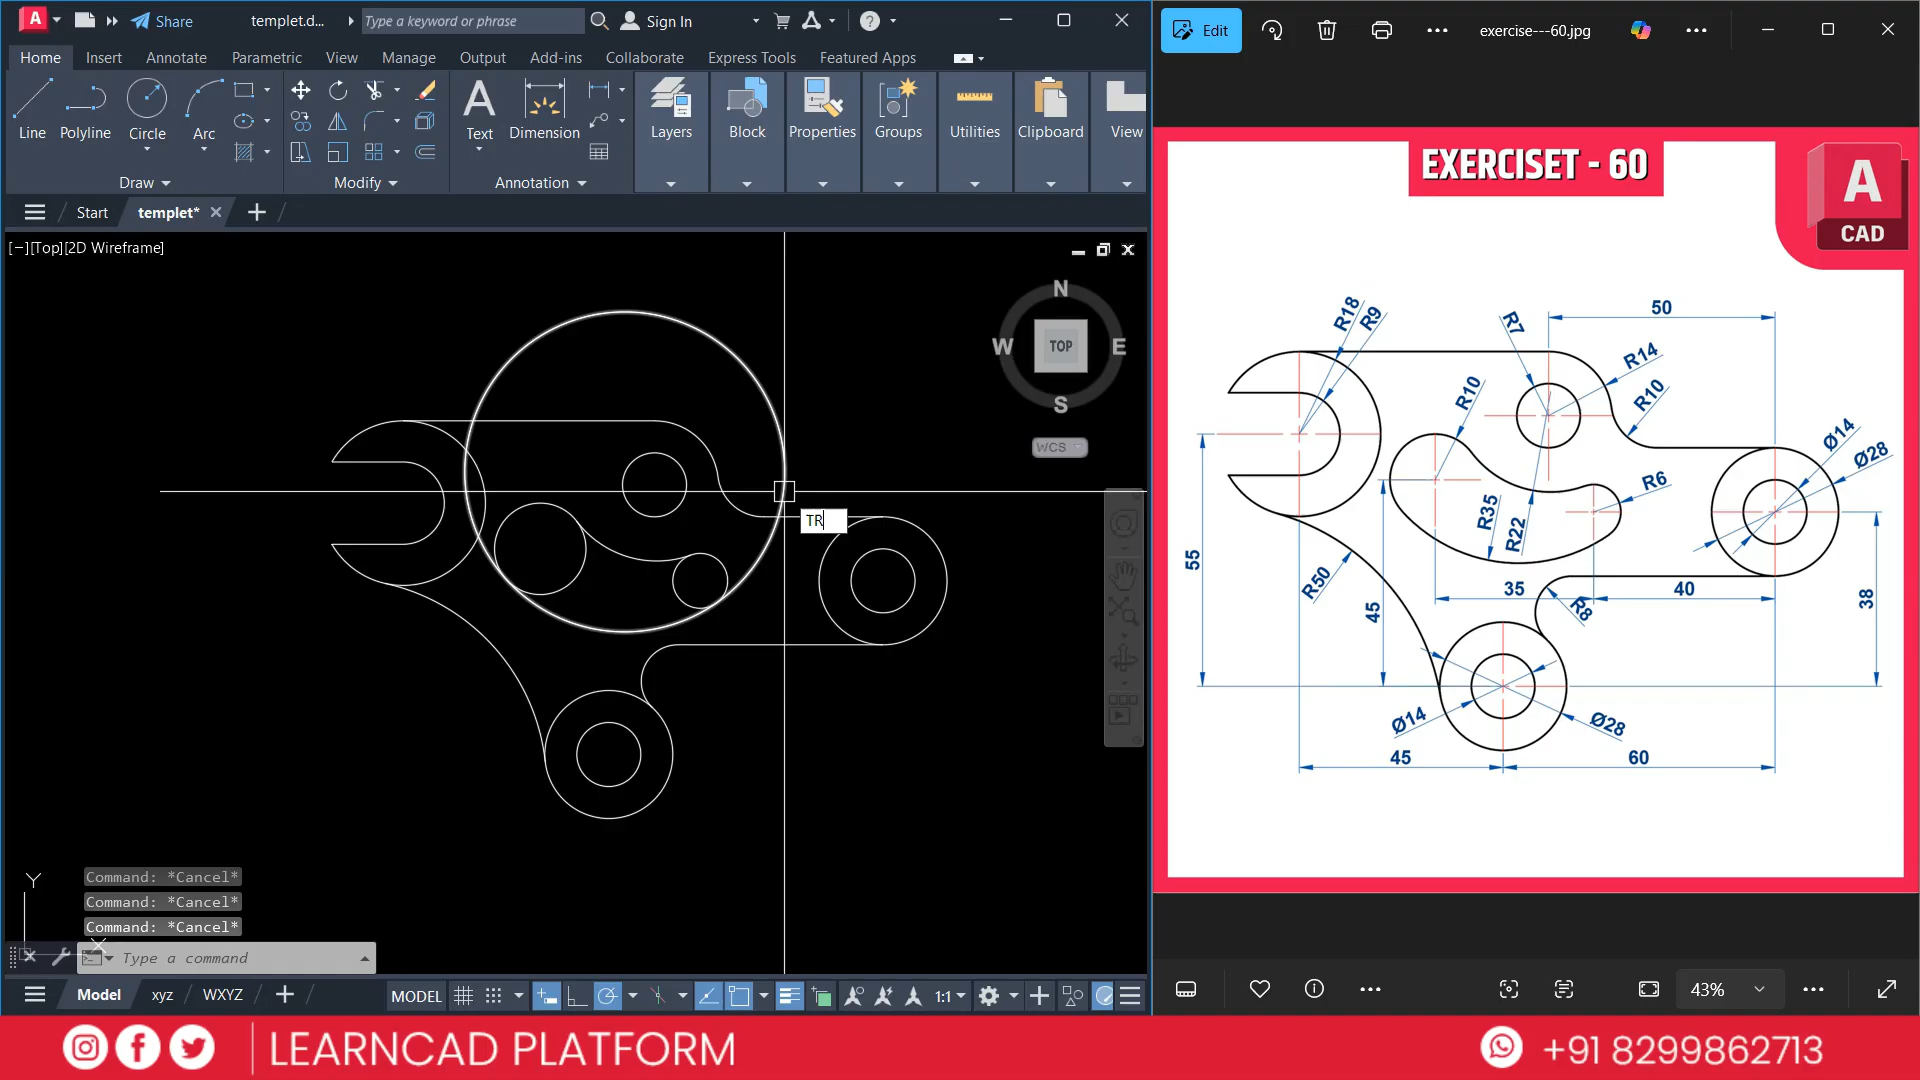 A
Share
templet.d...
Type a keyword or phrase
Sign In
?
Home
Insert
Annotate
Parametric
View
Manage
Output
Add-ins
Collaborate
Express Tools
Featured Apps
Line
Polyline
Circle
Arc
A
Text
Dimension
Layers
Block
Properties
Groups
Utilities
Clipboard
View
Draw
Modify
Annotation
Start
templet*
[−][Top][2D Wireframe]
N
W
TOP
E
S
WCS
TR
Y
X
Command: *Cancel*
Command: *Cancel*
Command: *Cancel*
Type a command
Model
xyz
WXYZ
MODEL
1:1
Edit
exercise---60.jpg
EXERCISET - 60
A
CAD
R18
R9
R7
50
R14
R10
R10
Ø14
Ø28
R6
R35
R22
55
R50
45
35
40
R8
38
Ø14
Ø28
45
60
43%
LEARNCAD PLATFORM
+91 8299862713